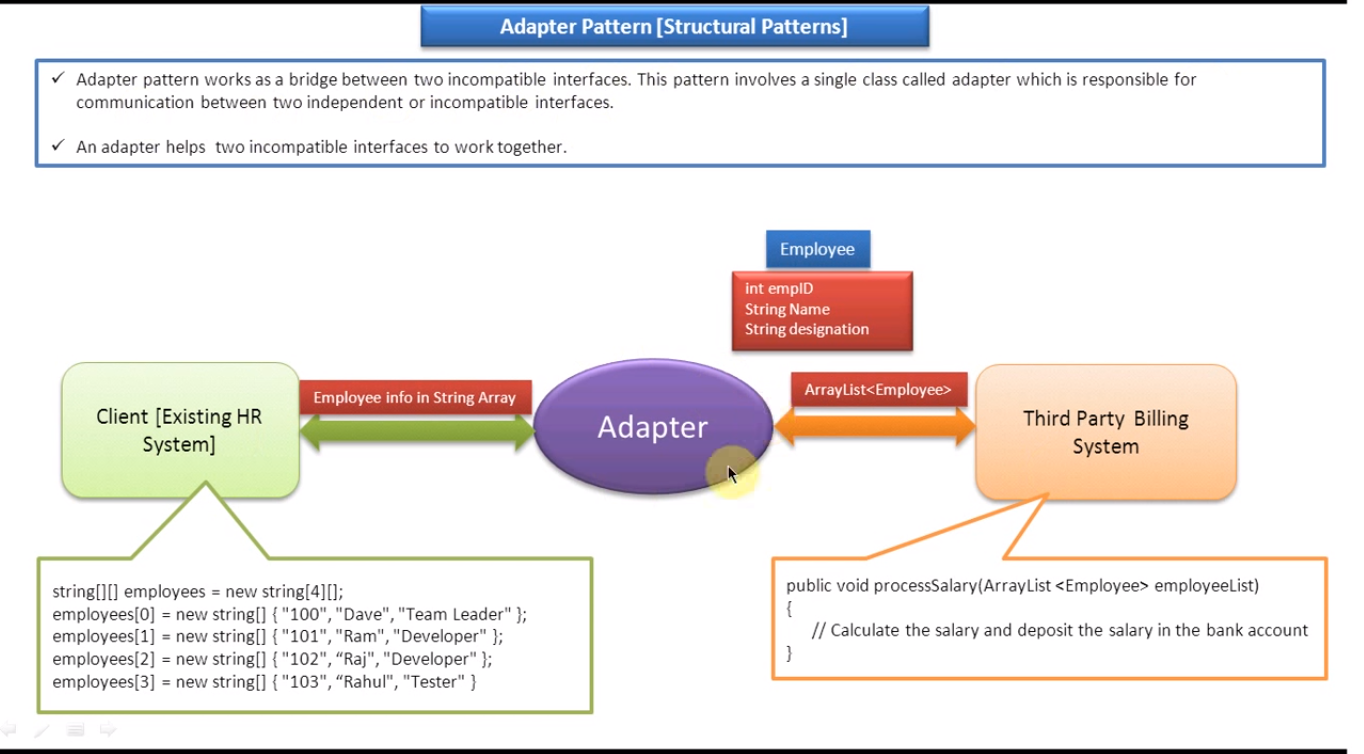 Adapter Pattern [Structural Patterns]
✓ Adapter pattern works as a bridge between two incompatible interfaces. This pattern involves a single class called adapter which is responsible for
communication between two independent or incompatible interfaces.
✓ An adapter helps two incompatible interfaces to work together.
Employee
int empID
String Name
String designation
Client [Existing HR
System]
Employee info in String Array
Adapter
ArrayList<Employee>
Third Party Billing
System
string[][] employees = new string[4][];
employees[0] = new string[] { "100", "Dave", "Team Leader" };
employees[1] = new string[] { "101", "Ram", "Developer" };
employees[2] = new string[] { "102", “Raj", "Developer" };
employees[3] = new string[] { "103", “Rahul", "Tester" }
public void processSalary(ArrayList <Employee> employeeList)
{
// Calculate the salary and deposit the salary in the bank account
}